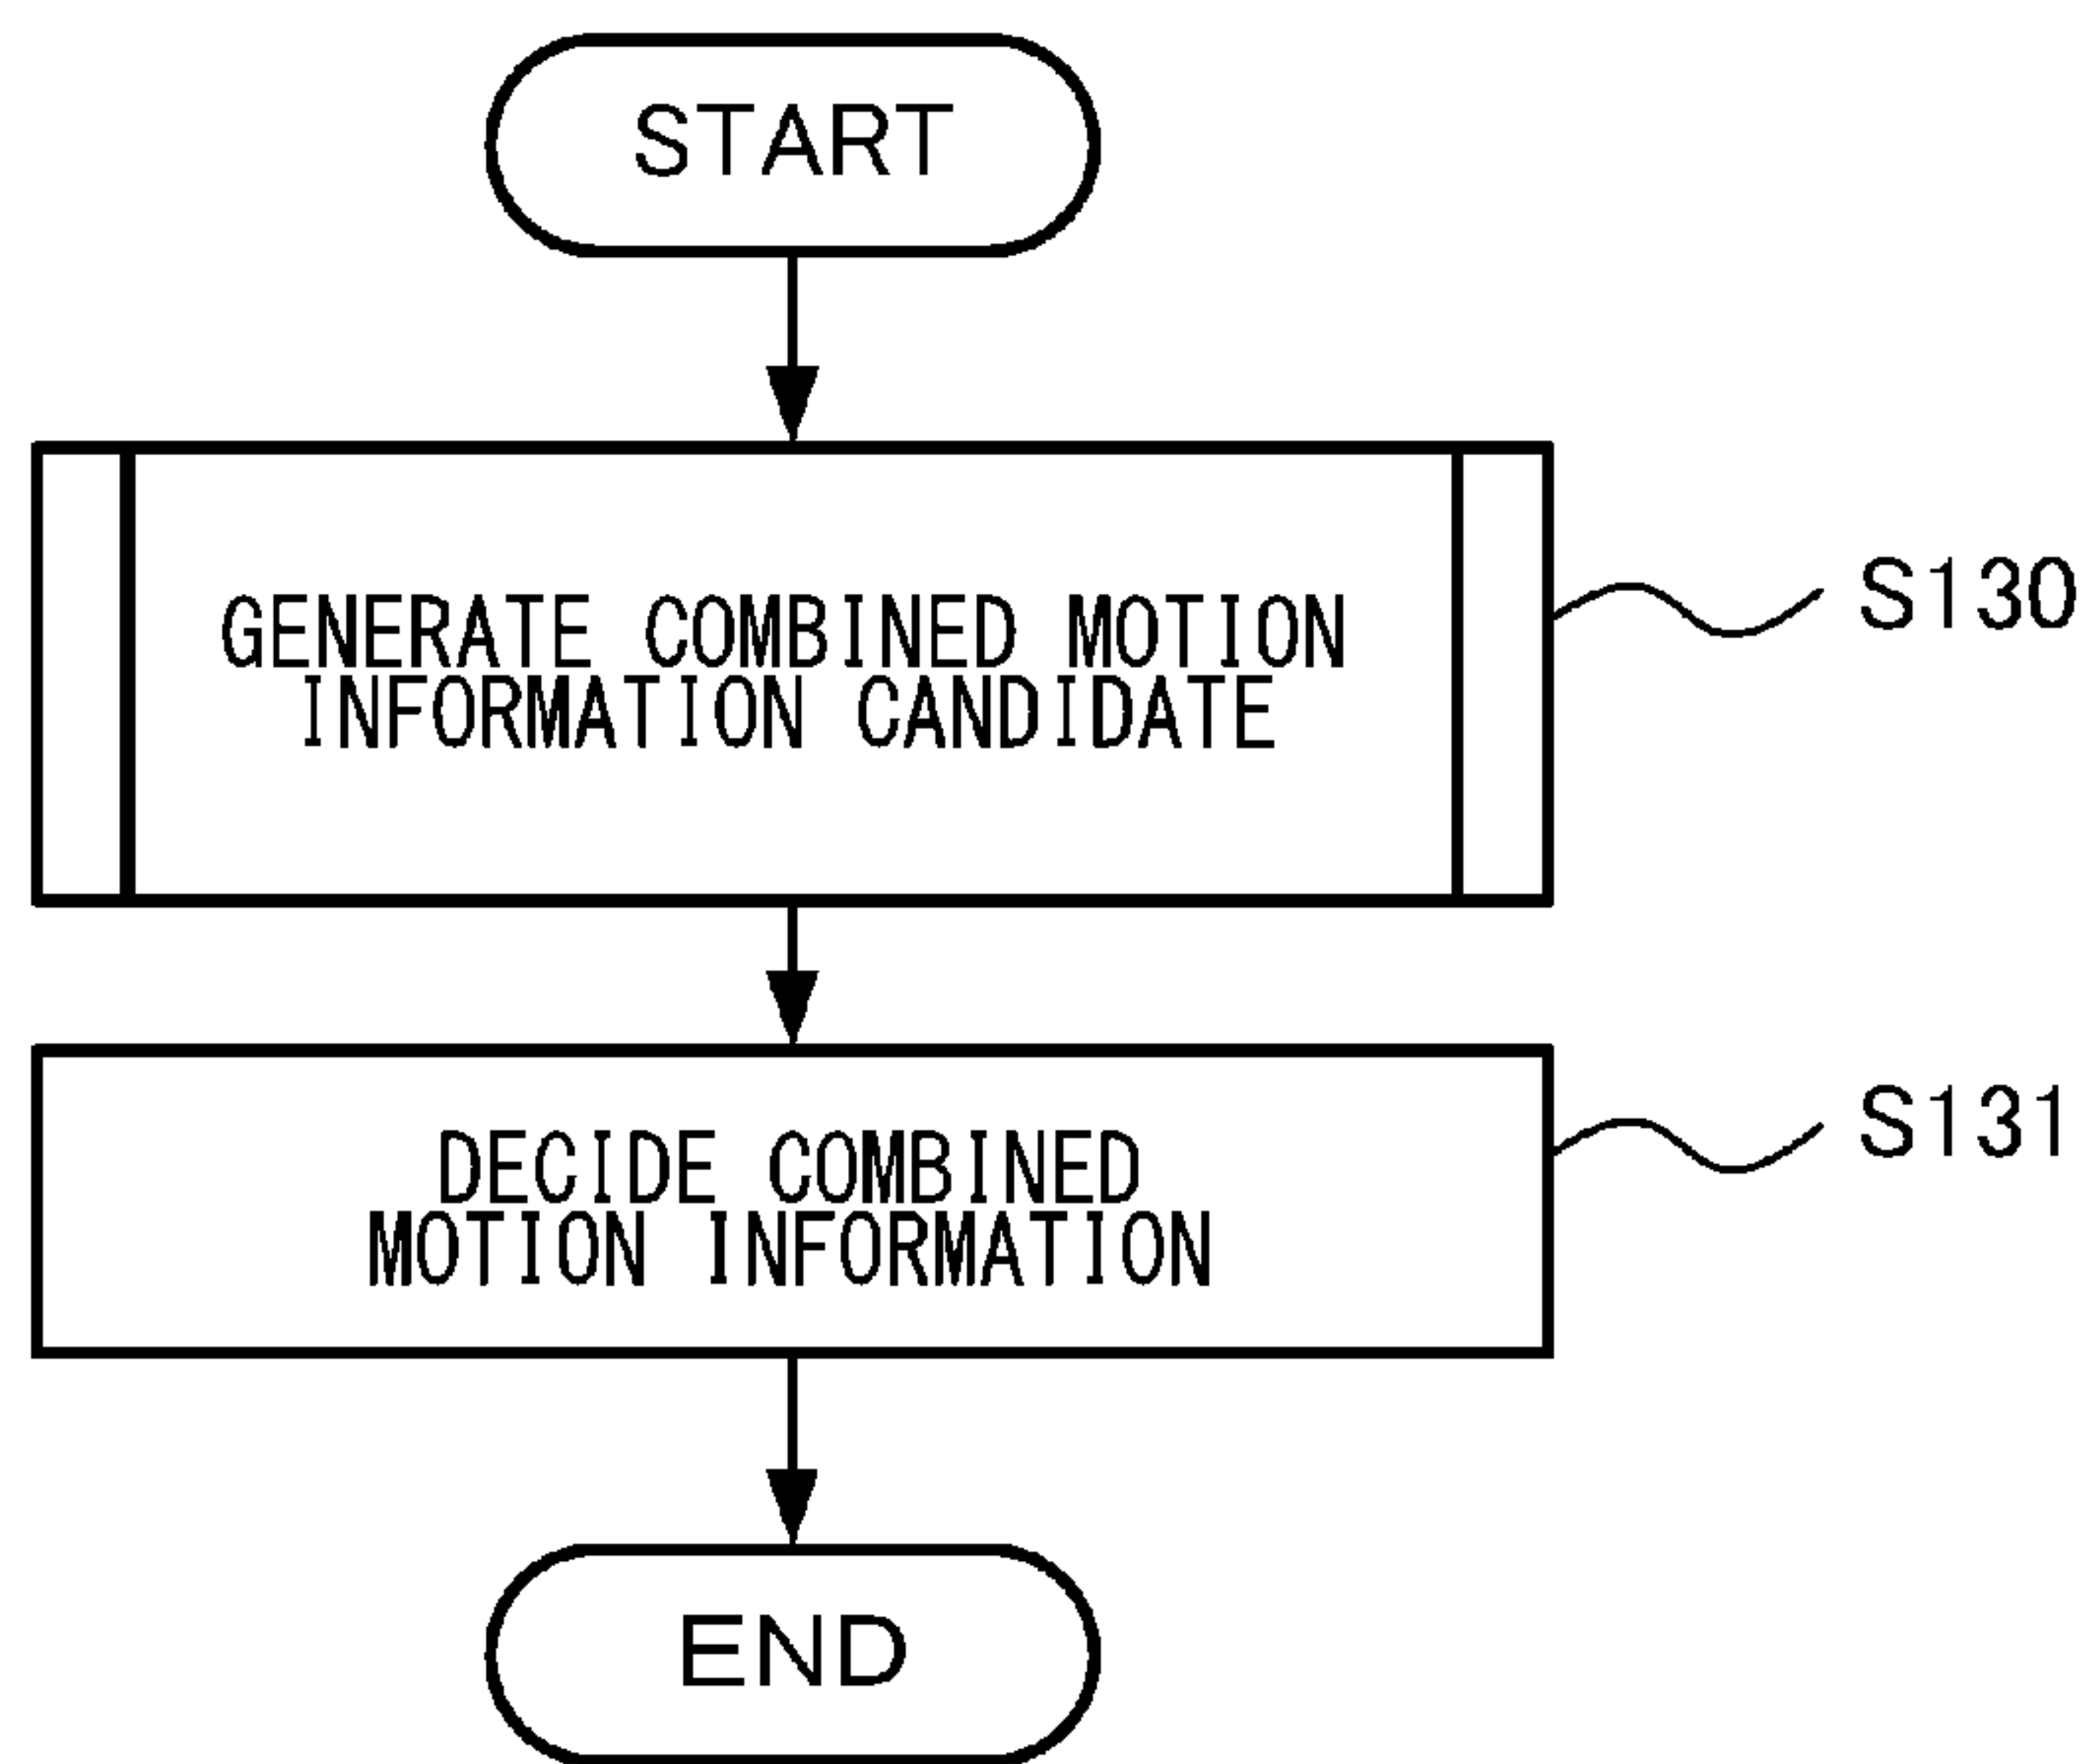 START
GENERATE COMBINED MOTION
INFORMATION CANDIDATE
S130
DECIDE COMBINED
MOTION INFORMATION
S131
END